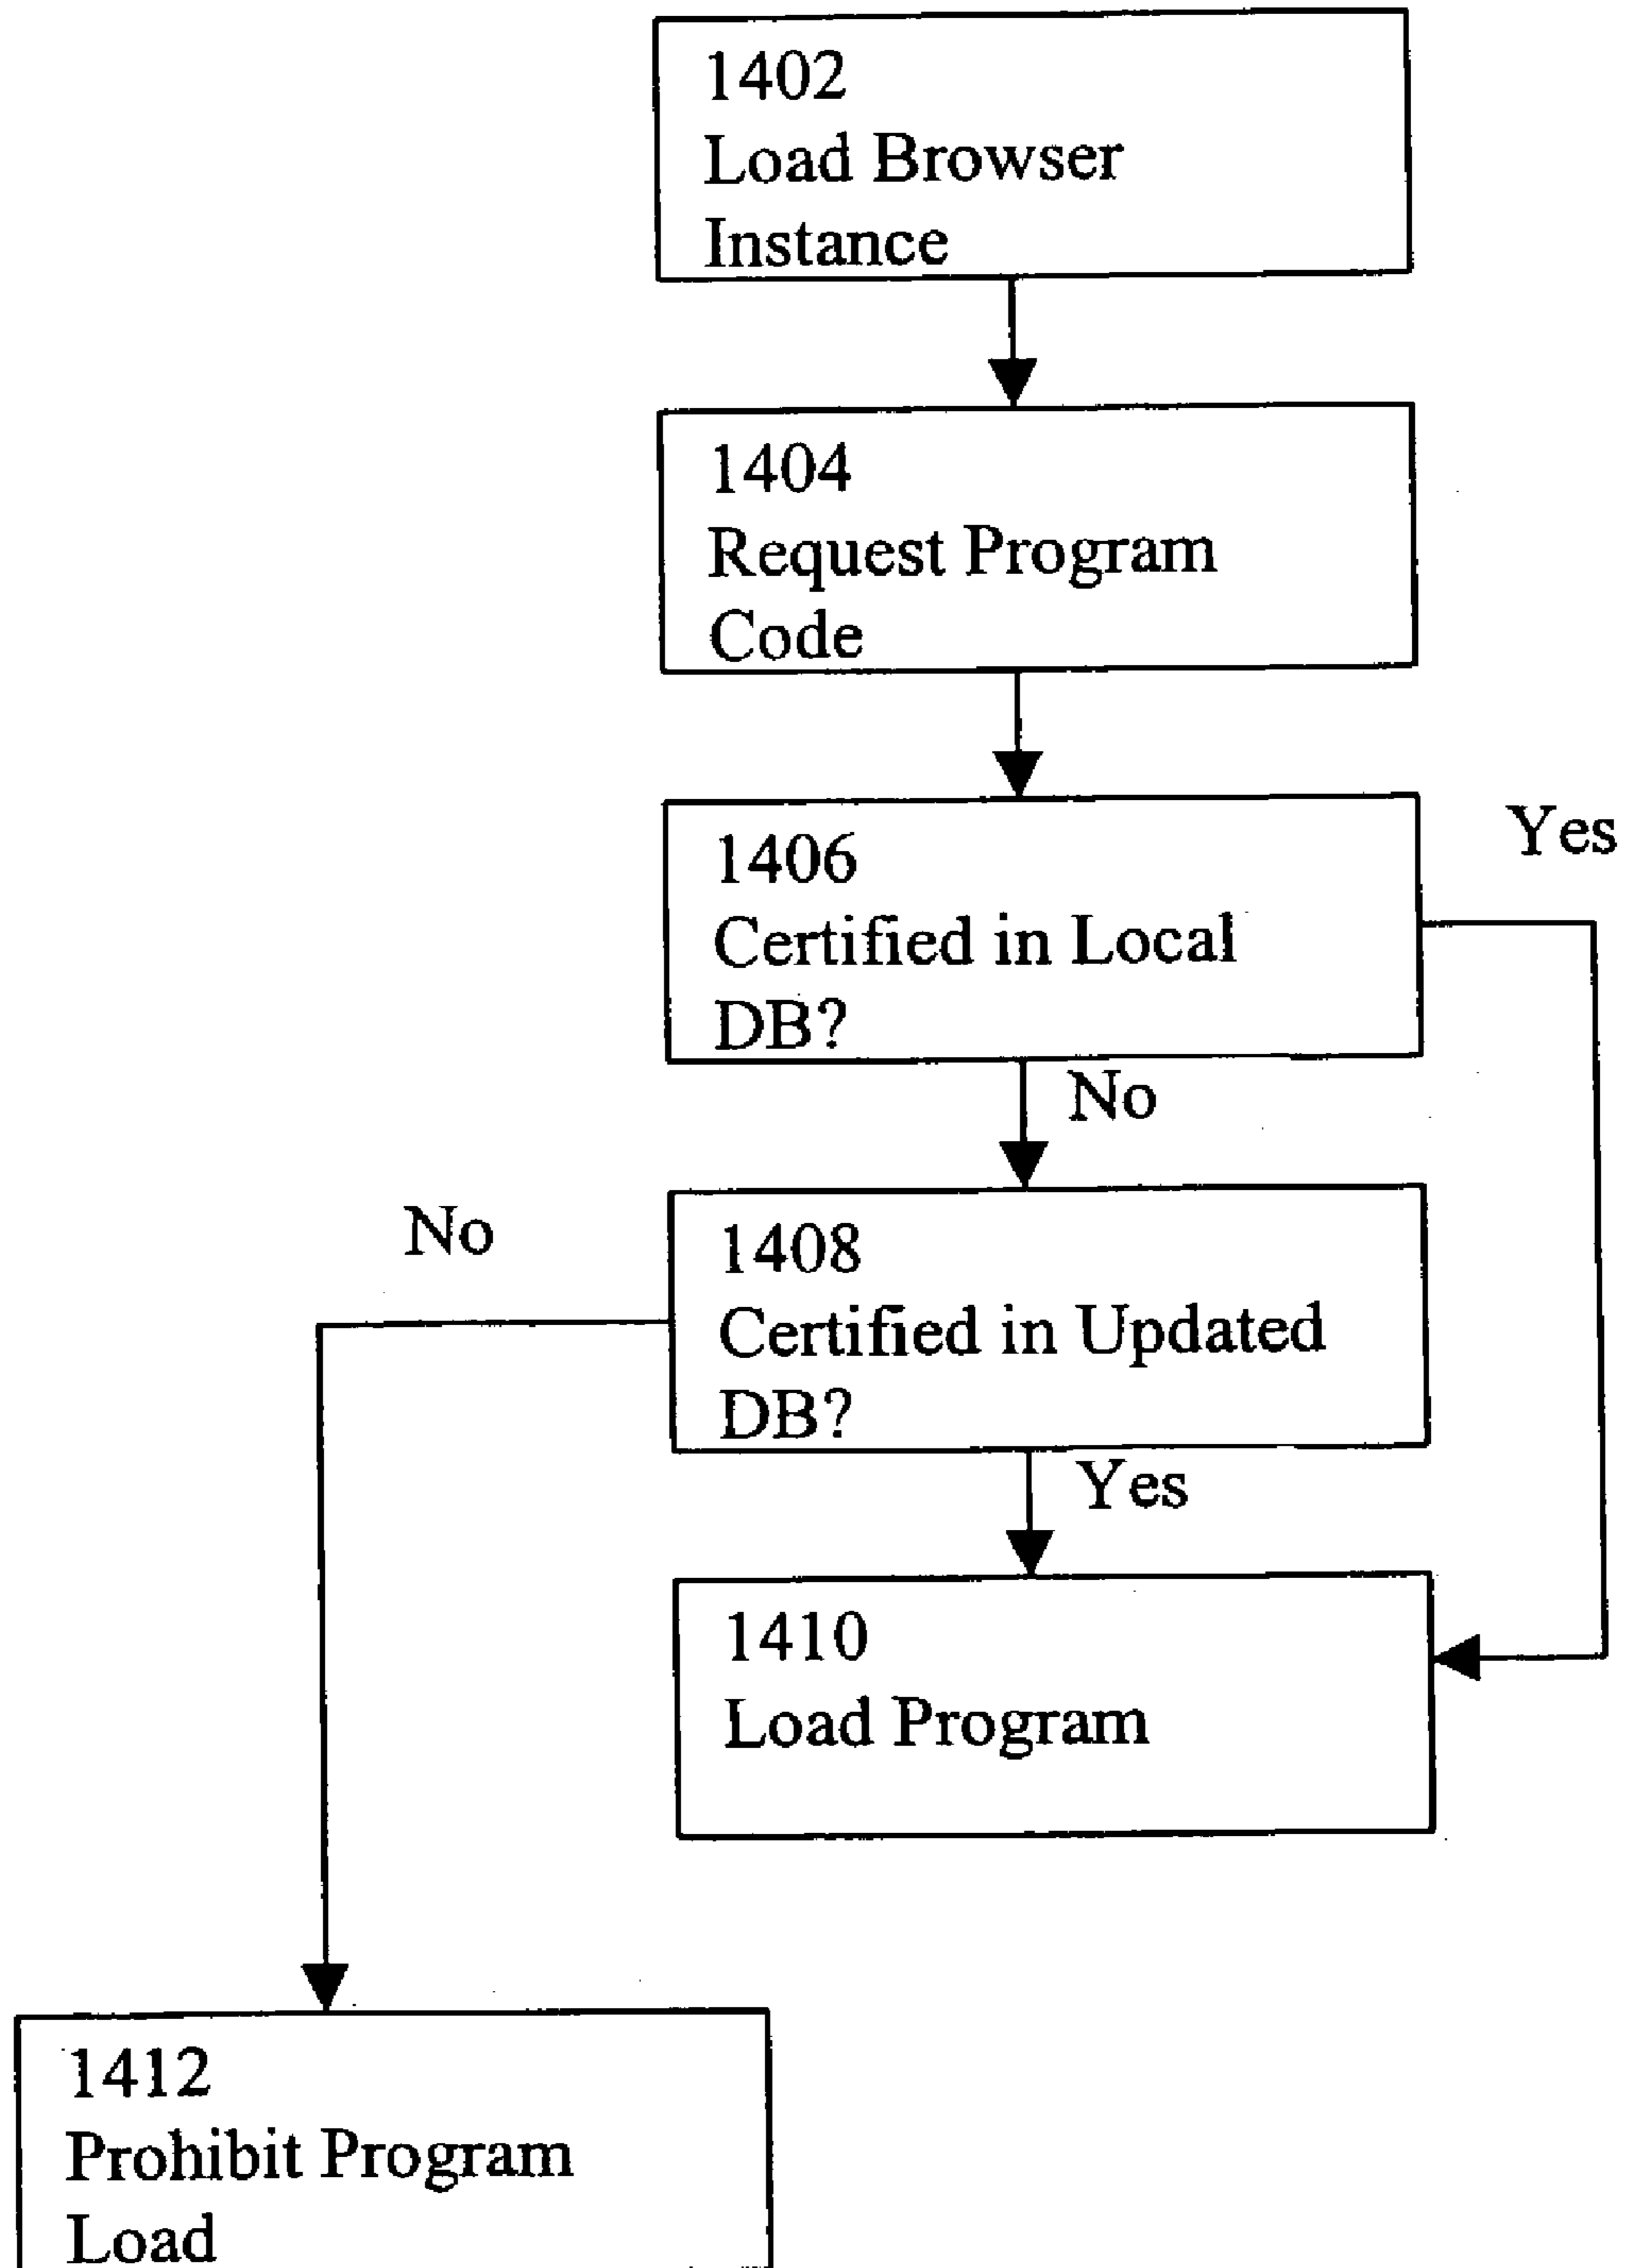 1402
Load Browser
Instance
1404
Request Program
Code
1406
Certified in Local
DB?
Yes
No
1408
Certified in Updated
DB?
No
Yes
1410
Load Program
1412
Prohibit Program
Load